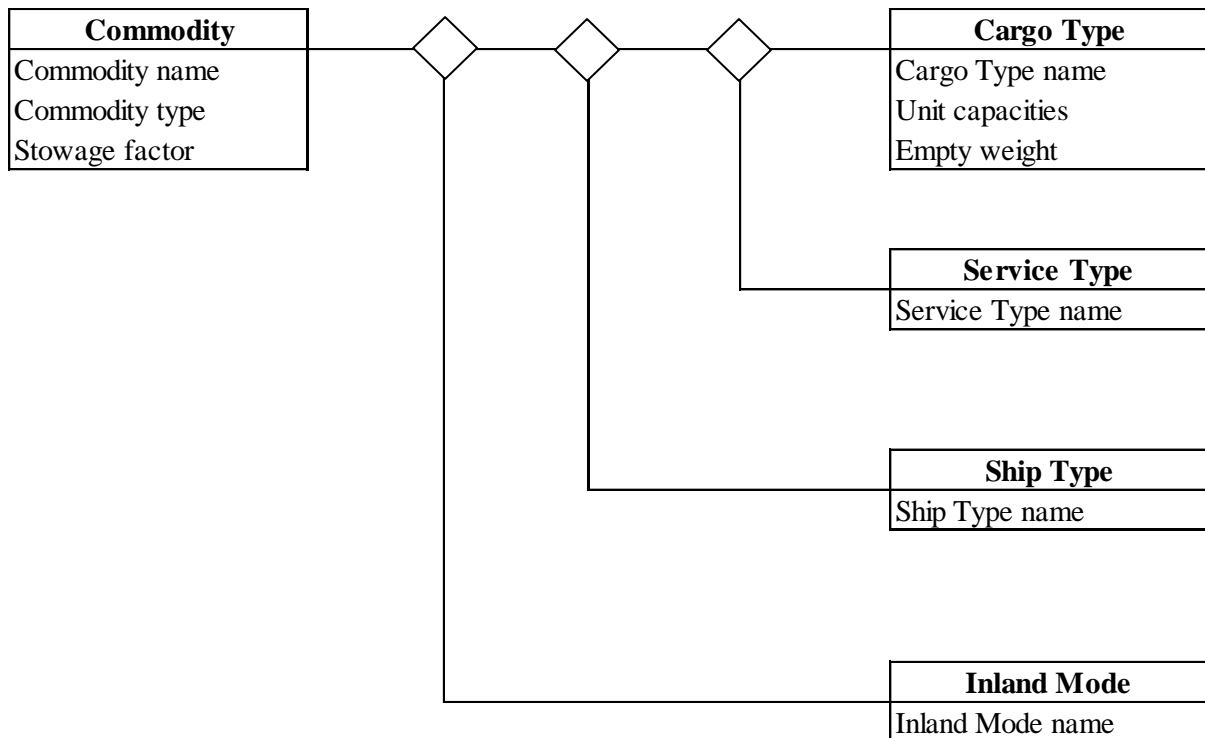 Commodity
Commodity name
Commodity type
Stowage factor
Cargo Type
Cargo Type name
Unit capacities
Empty weight
Service Type
Service Type name
Ship Type
Ship Type name
Inland Mode
Inland Mode name